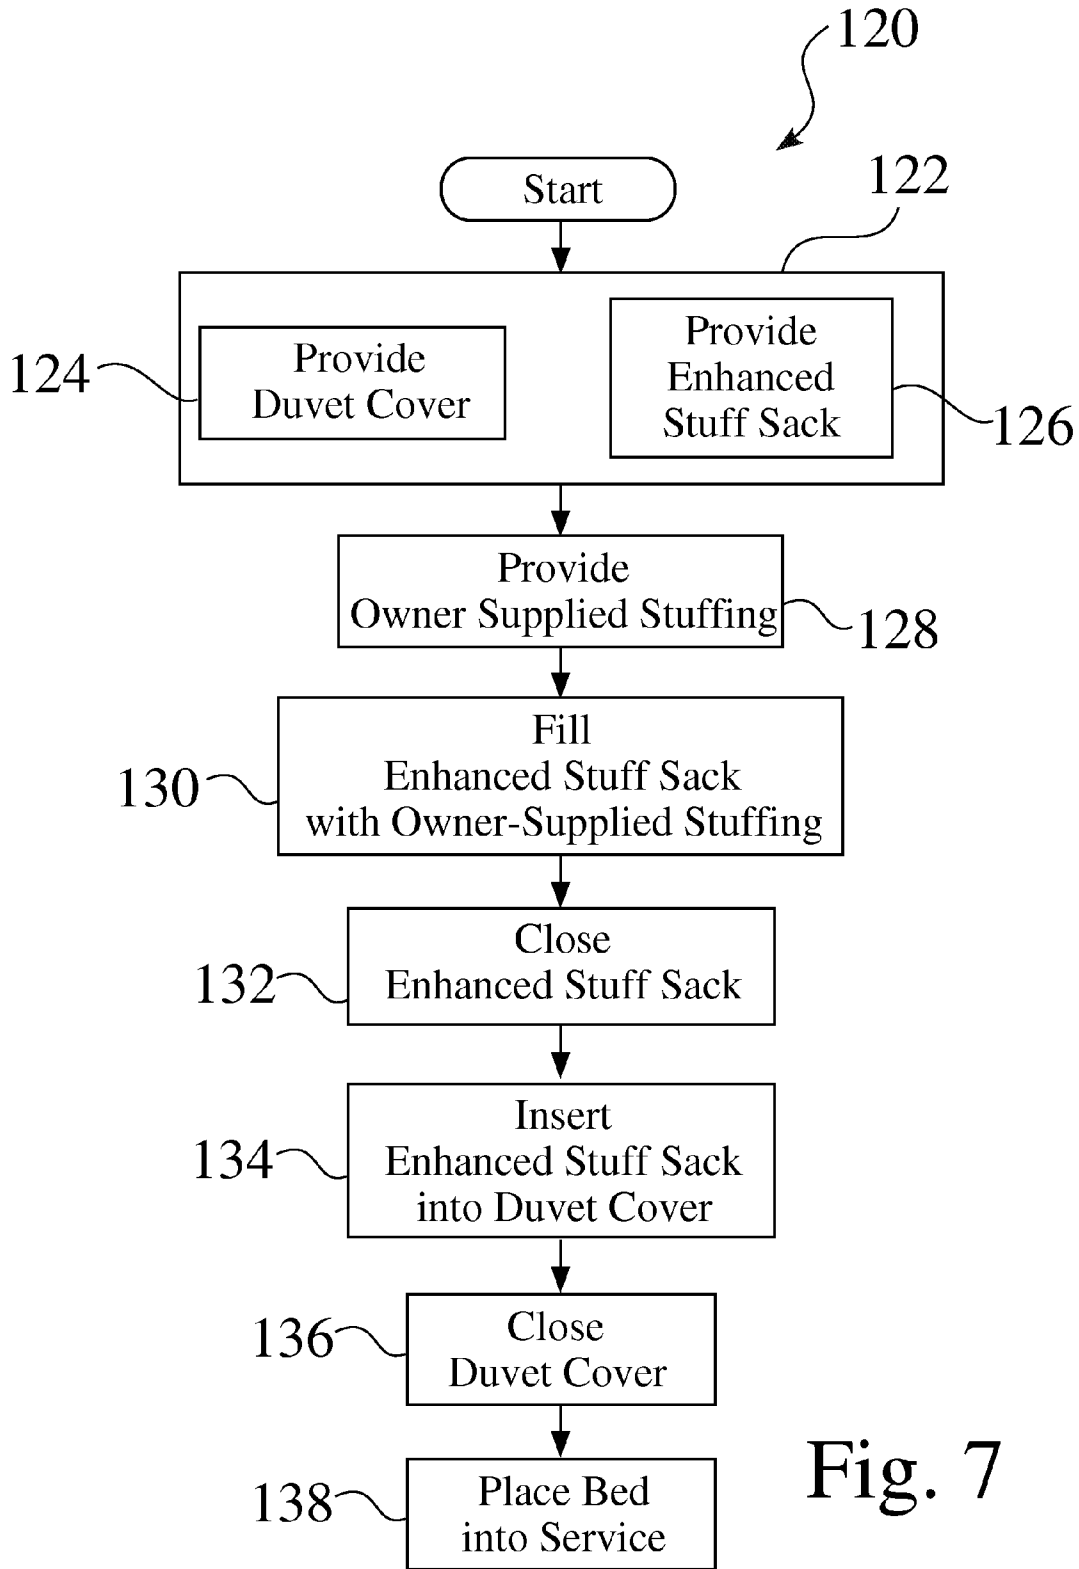 120
Start
122
124
Provide
Duvet Cover
Provide
Enhanced
Stuff Sack
126
Provide
Owner Supplied Stuffing
128
130
Fill
Enhanced Stuff Sack
with Owner-Supplied Stuffing
132
Close
Enhanced Stuff Sack
134
Insert
Enhanced Stuff Sack
into Duvet Cover
136
Close
Duvet Cover
138
Place Bed
into Service
Fig. 7